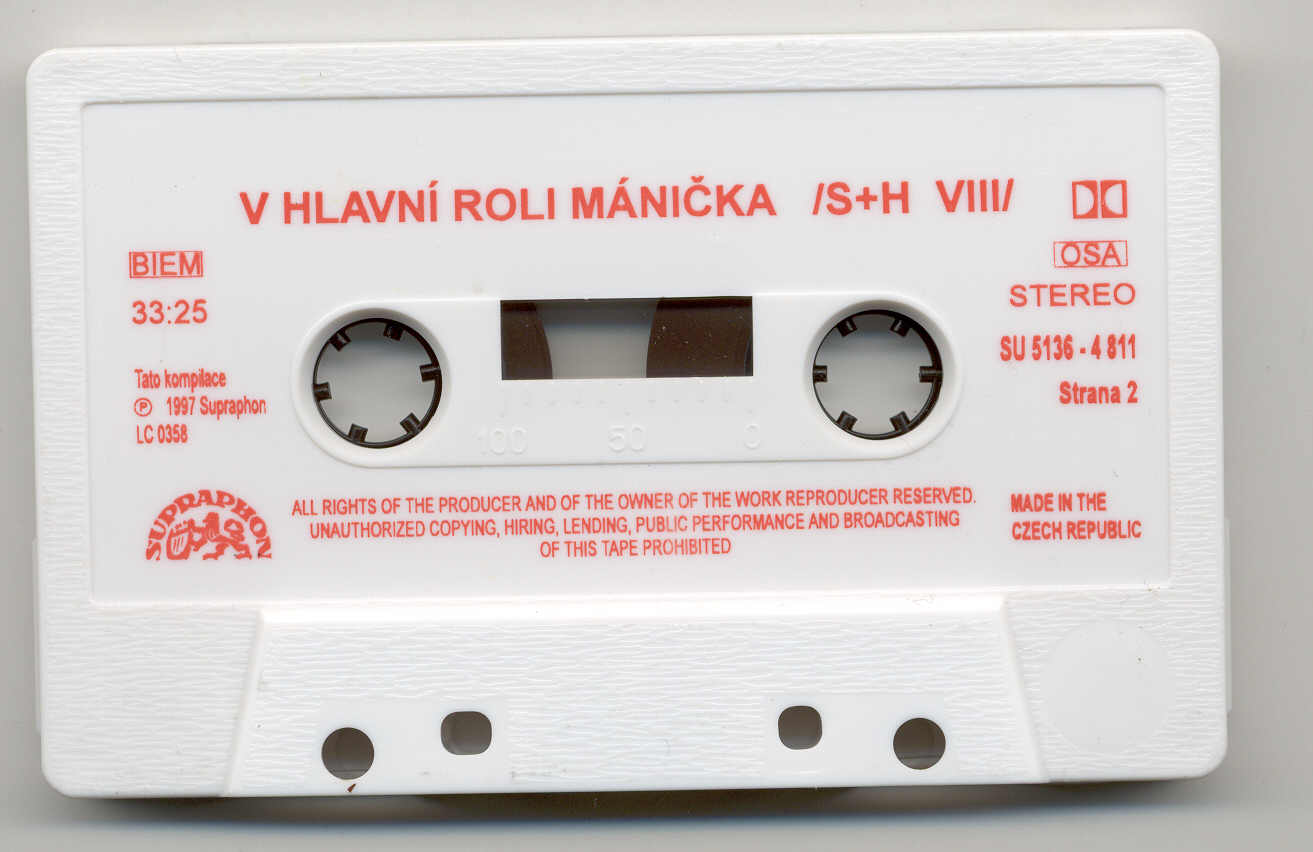 V HLAVNÍ ROLI MÁNIČKA /S+H VIII/
BIEM
33:25
Tato kompilace
Ⓟ 1997 Supraphon
LC 0358
OSA
STEREO
SU 5136 - 4 811
Strana 2
100 50 0
SUPRAPHON
ALL RIGHTS OF THE PRODUCER AND OF THE OWNER OF THE WORK REPRODUCER RESERVED.
UNAUTHORIZED COPYING, HIRING, LENDING, PUBLIC PERFORMANCE AND BROADCASTING
OF THIS TAPE PROHIBITED
MADE IN THE
CZECH REPUBLIC